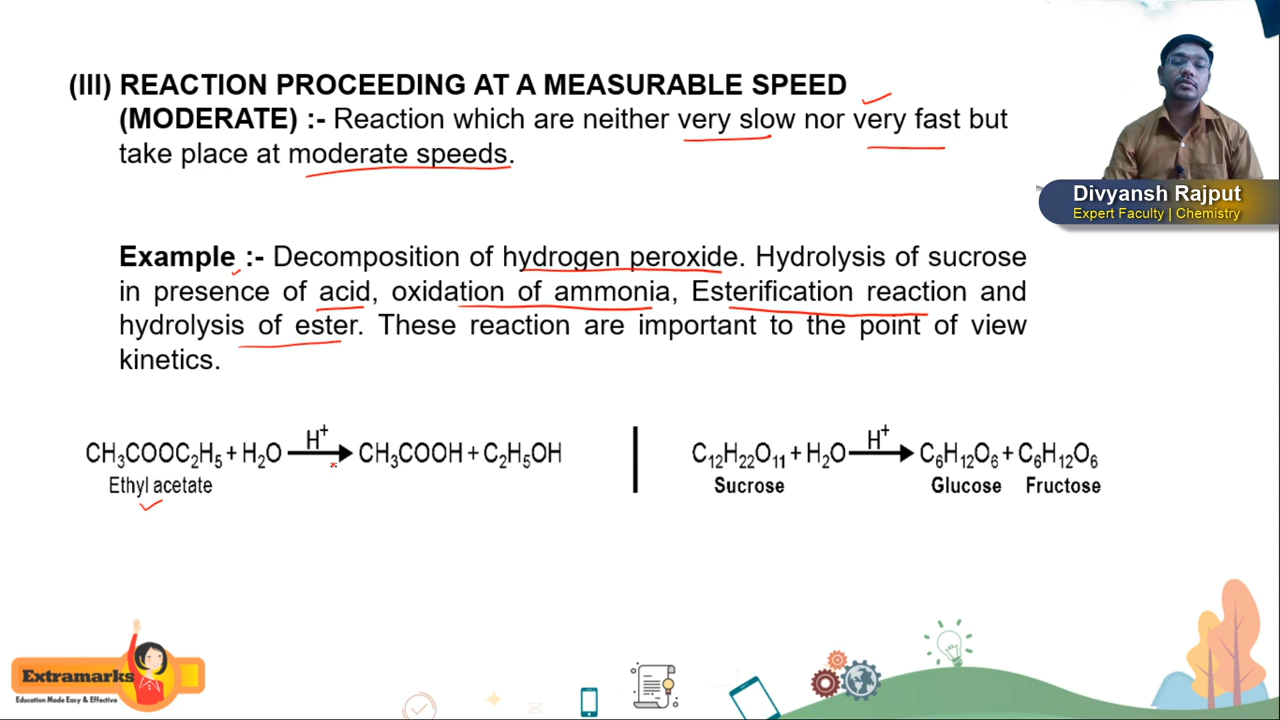 (III) REACTION PROCEEDING AT A MEASURABLE SPEED
(MODERATE) :- Reaction which are neither very slow nor very fast but
take place at moderate speeds.
Divyansh Rajput
Expert Faculty | Chemistry
Example :- Decomposition of hydrogen peroxide. Hydrolysis of sucrose
in presence of acid, oxidation of ammonia, Esterification reaction and
hydrolysis of ester. These reaction are important to the point of view
kinetics.
CH₃COOC₂H₅ + H₂O H⁺ → CH₃COOH + C₂H₅OH
Ethyl acetate
C₁₂H₂₂O₁₁ + H₂O H⁺ → C₆H₁₂O₆ + C₆H₁₂O₆
Sucrose Glucose Fructose
Extramarks
Education Made Easy & Effective